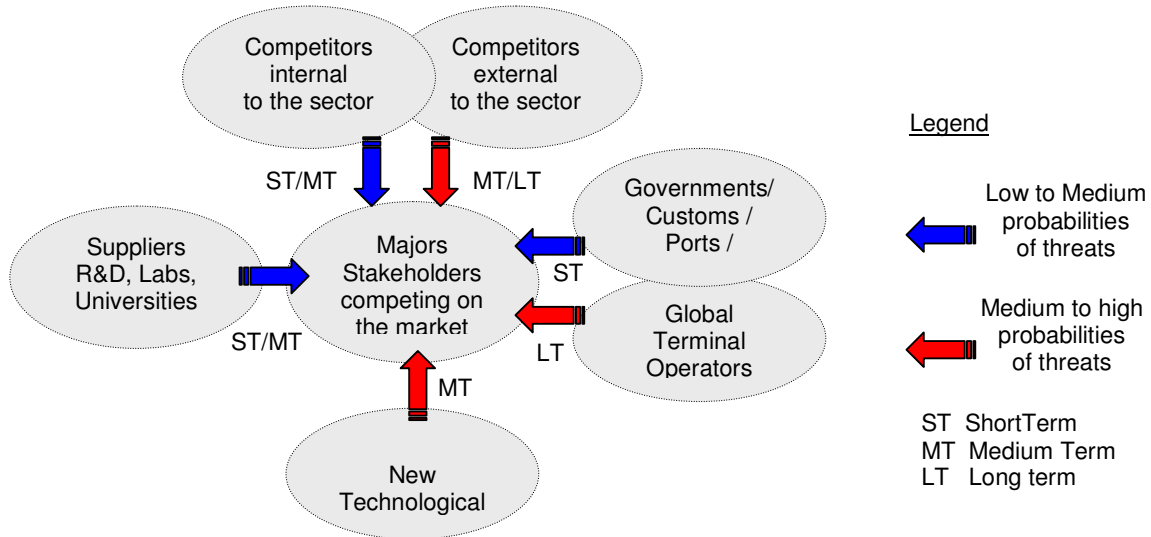 Competitors
internal
to the sector
Competitors
external
to the sector
Legend
ST/MT
MT/LT
Governments/
Customs /
Ports /
Low to Medium
probabilities
of threats
Suppliers
R&D, Labs,
Universities
Majors
Stakeholders
competing on
the market
ST
ST/MT
LT
Global
Terminal
Operators
Medium to high
probabilities
of threats
MT
New
Technological
ST ShortTerm
MT Medium Term
LT Long term